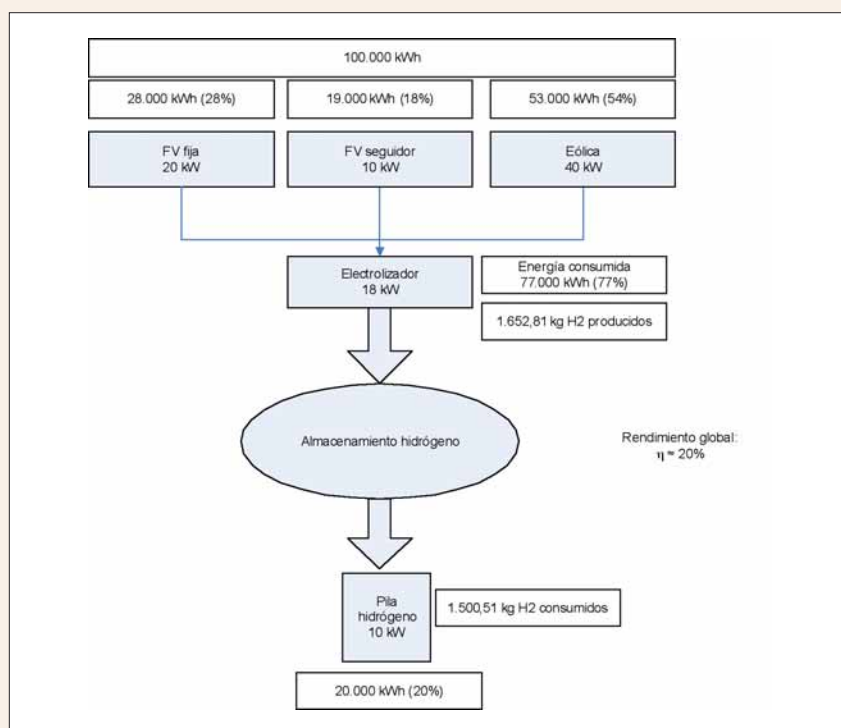 100.000 kWh
28.000 kWh (28%)
19.000 kWh (18%)
53.000 kWh (54%)
FV fija
20 kW
FV seguidor
10 kW
Eólica
40 kW
Electrolizador
18 kW
Energía consumida
77.000 kWh (77%)
1.652,81 kg H2 producidos
Almacenamiento hidrógeno
Rendimiento global:
η ≈ 20%
Pila
hidrógeno
10 kW
1.500,51 kg H2 consumidos
20.000 kWh (20%)